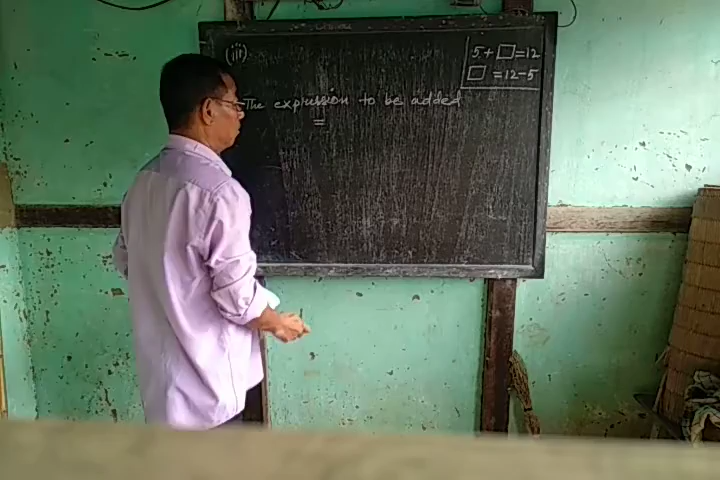 (iii)
The expression to be added
=
5 + □ = 12
□ = 12 - 5